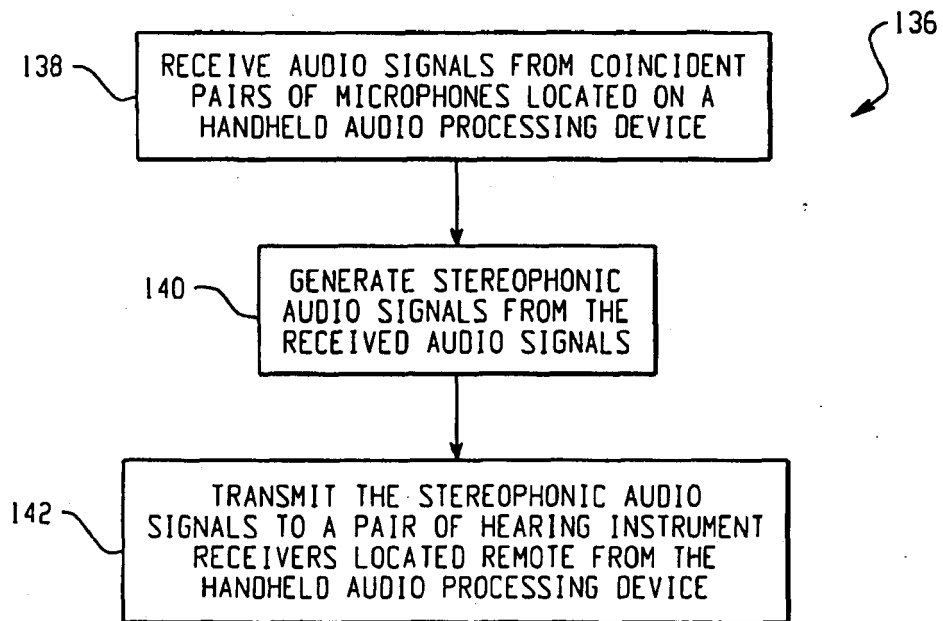 136
138
RECEIVE AUDIO SIGNALS FROM COINCIDENT
PAIRS OF MICROPHONES LOCATED ON A
HANDHELD AUDIO PROCESSING DEVICE
140
GENERATE STEREOPHONIC
AUDIO SIGNALS FROM THE
RECEIVED AUDIO SIGNALS
142
TRANSMIT THE STEREOPHONIC AUDIO
SIGNALS TO A PAIR OF HEARING INSTRUMENT
RECEIVERS LOCATED REMOTE FROM THE
HANDHELD AUDIO PROCESSING DEVICE